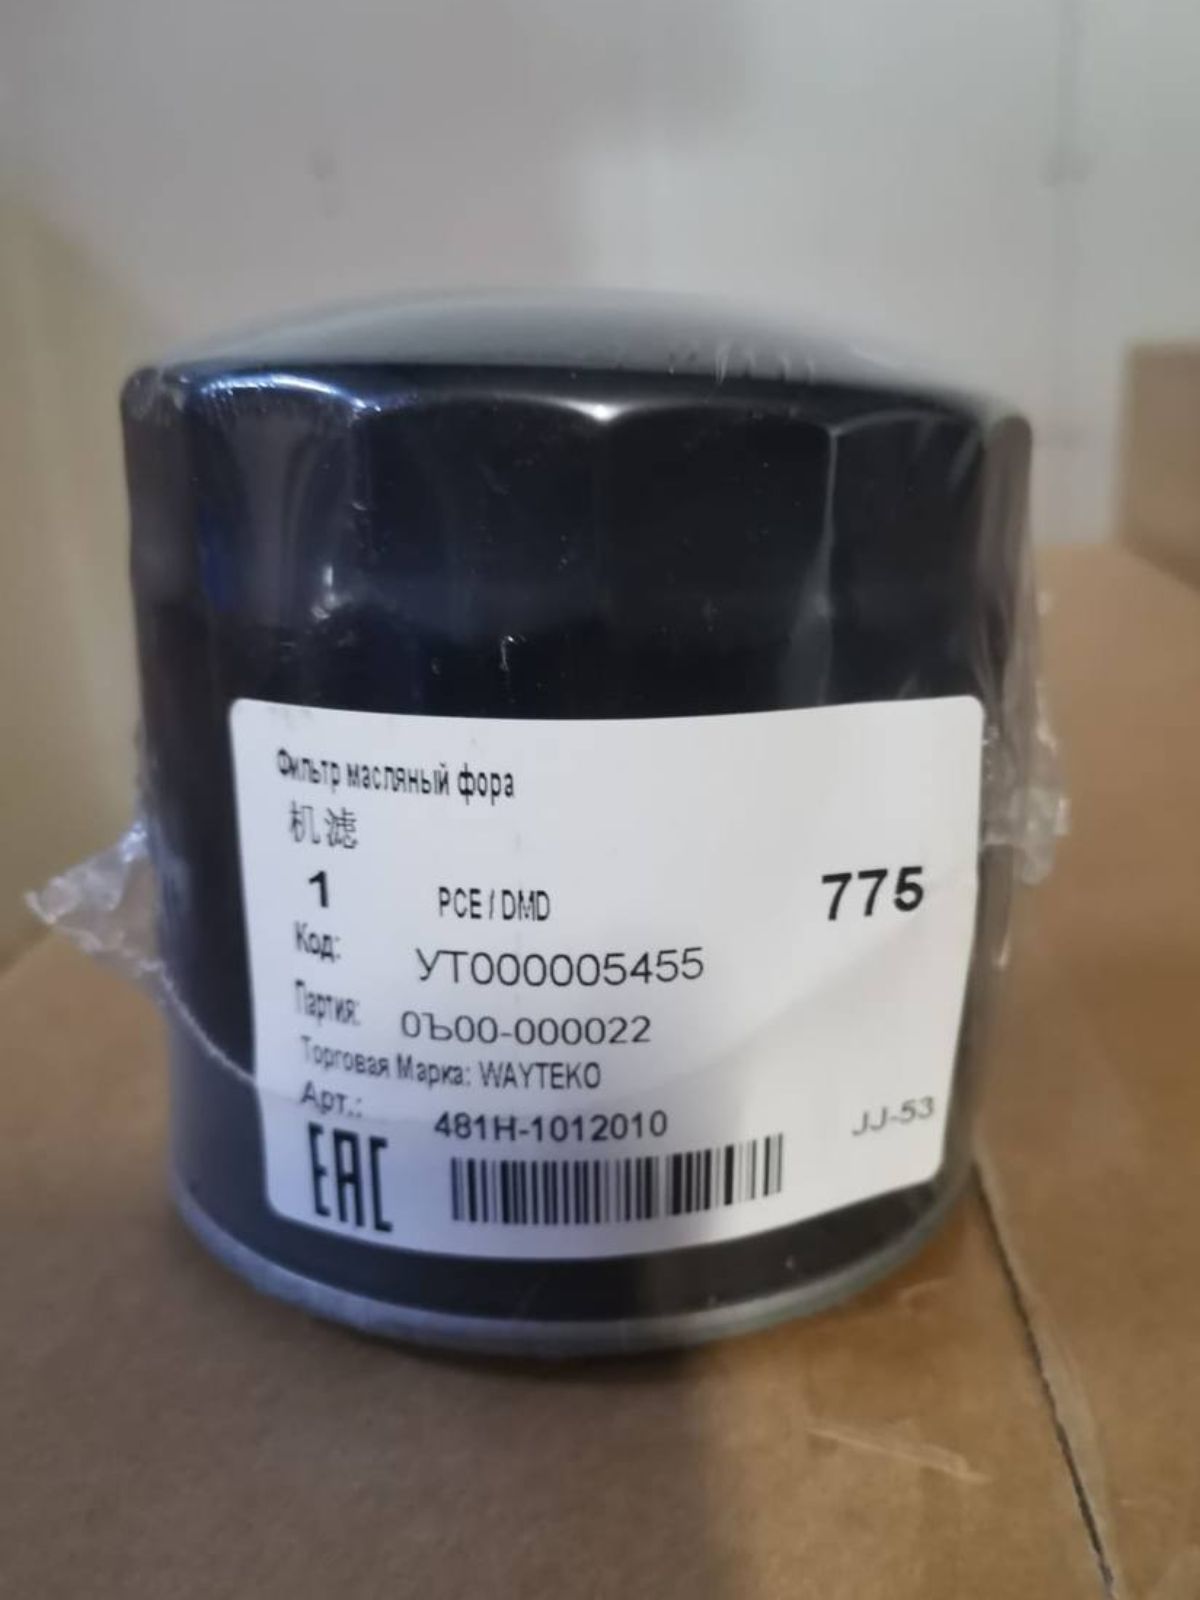 Фильтр масляный фора
机滤
1 PCE / DMD 775
Код: УТ000005455
Партия: 0Ъ00-000022
Торговая Марка: WAYTEKO
Арт.: 481H-1012010 JJ-53
EAC